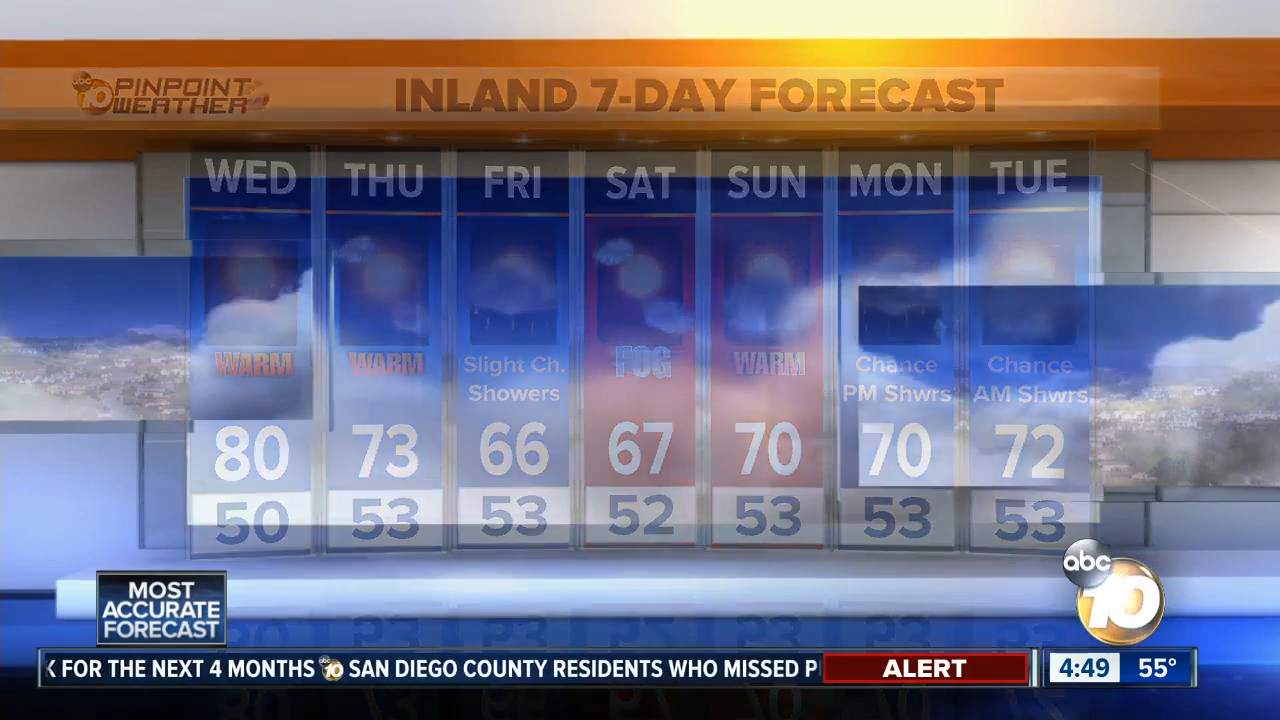 abc 10 PINPOINT WEATHER
INLAND 7-DAY FORECAST
WED THU FRI SAT SUN MON TUE
WARM WARM Slight Ch. Showers FOG WARM Chance PM Shwrs Chance AM Shwrs
80 73 66 67 70 70 72
50 53 53 52 53 53 53
abc 10
MOST
ACCURATE
FORECAST
FOR THE NEXT 4 MONTHS 10 SAN DIEGO COUNTY RESIDENTS WHO MISSED ALERT 4:49 55°